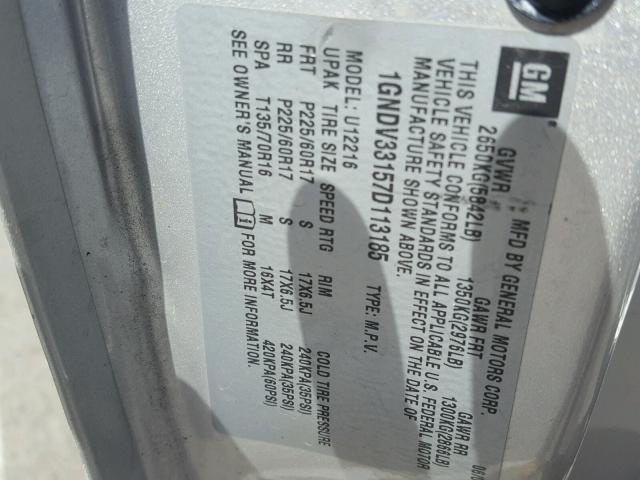 GM
MFD BY GENERAL MOTORS CORP.
GVWR GAWR FRT GAWR RR
2650KG(5842LB) 1350KG(2976LB) 1300KG(2866LB)
THIS VEHICLE CONFORMS TO ALL APPLICABLE U.S. FEDERAL MOTOR
VEHICLE SAFETY STANDARDS IN EFFECT ON THE DATE OF
MANUFACTURE SHOWN ABOVE.
1GNDV33157D113185 TYPE: M.P.V.
MODEL: U12216
UPAK TIRE SIZE SPEED RTG RIM COLD TIRE PRESSURE
FRT P225/60R17 S 17X6.5J 240KPA(35PSI)
RR P225/60R17 S 17X6.5J 240KPA(35PSI)
SPA T135/70R16 M 16X4T 420KPA(60PSI)
SEE OWNER'S MANUAL FOR MORE INFORMATION.